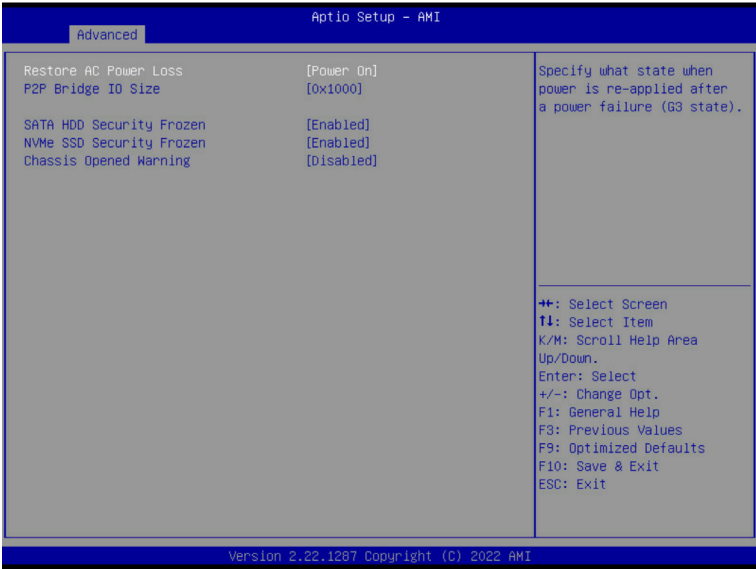 Aptio Setup – AMI
Advanced
Restore AC Power Loss [Power On]
P2P Bridge IO Size [0x1000]
SATA HDD Security Frozen [Enabled]
NVMe SSD Security Frozen [Enabled]
Chassis Opened Warning [Disabled]
Specify what state when
power is re-applied after
a power failure (G3 state).
→←: Select Screen
↑↓: Select Item
K/M: Scroll Help Area
Up/Down.
Enter: Select
+/-: Change Opt.
F1: General Help
F3: Previous Values
F9: Optimized Defaults
F10: Save & Exit
ESC: Exit
Version 2.22.1287 Copyright (C) 2022 AMI